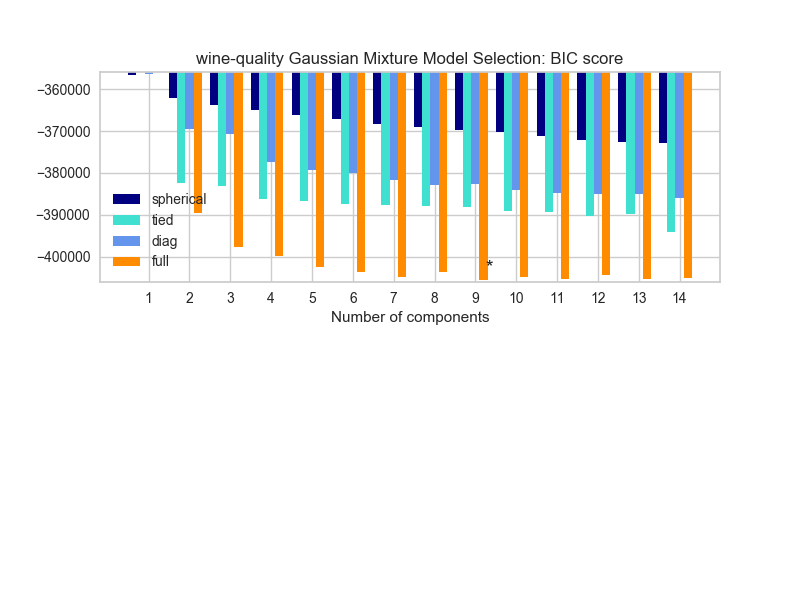 wine-quality Gaussian Mixture Model Selection: BIC score
−360000
−370000
−380000
−390000
−400000
spherical
tied
diag
full
*
1 2 3 4 5 6 7 8 9 10 11 12 13 14
Number of components